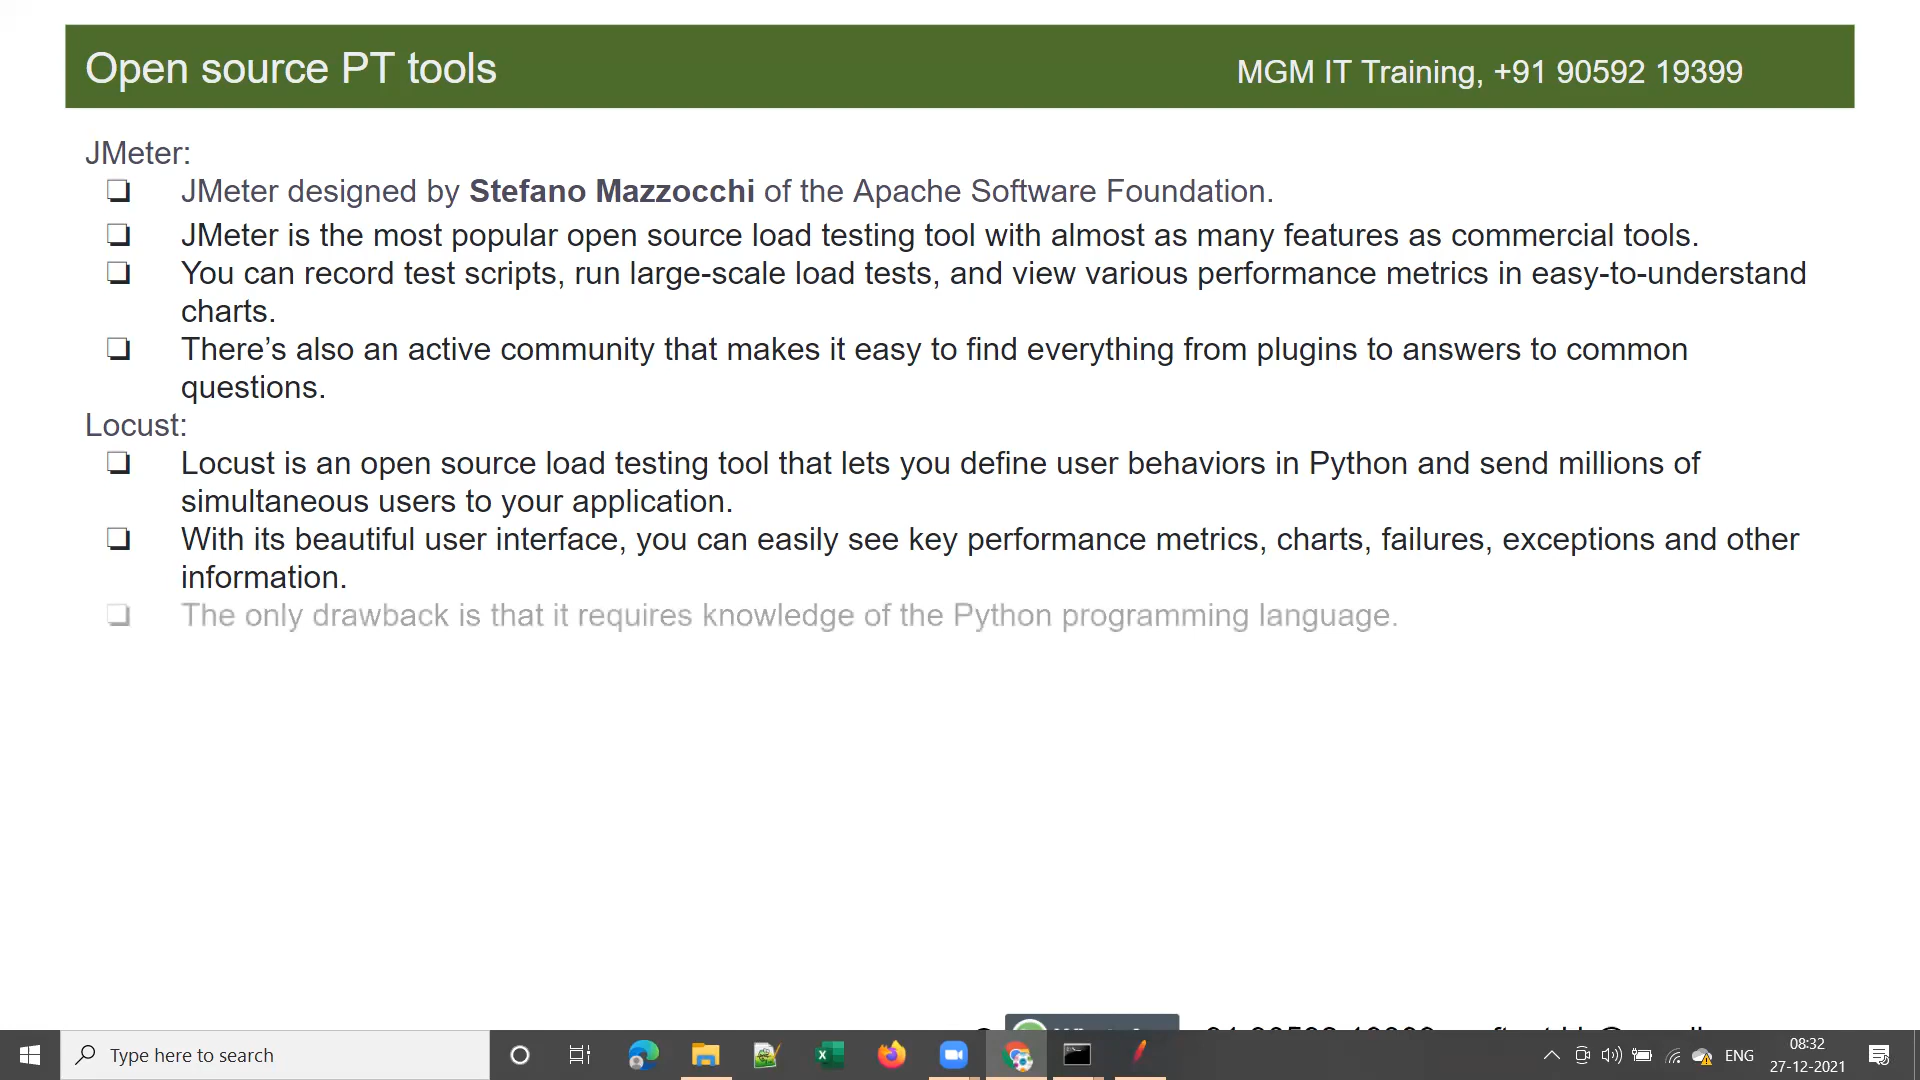 Open source PT tools
MGM IT Training, +91 90592 19399
JMeter:
❏ JMeter designed by Stefano Mazzocchi of the Apache Software Foundation.
❏ JMeter is the most popular open source load testing tool with almost as many features as commercial tools.
❏ You can record test scripts, run large-scale load tests, and view various performance metrics in easy-to-understand
charts.
❏ There’s also an active community that makes it easy to find everything from plugins to answers to common
questions.
Locust:
❏ Locust is an open source load testing tool that lets you define user behaviors in Python and send millions of
simultaneous users to your application.
❏ With its beautiful user interface, you can easily see key performance metrics, charts, failures, exceptions and other
information.
❏ The only drawback is that it requires knowledge of the Python programming language.
Type here to search
ENG
08:32
27-12-2021